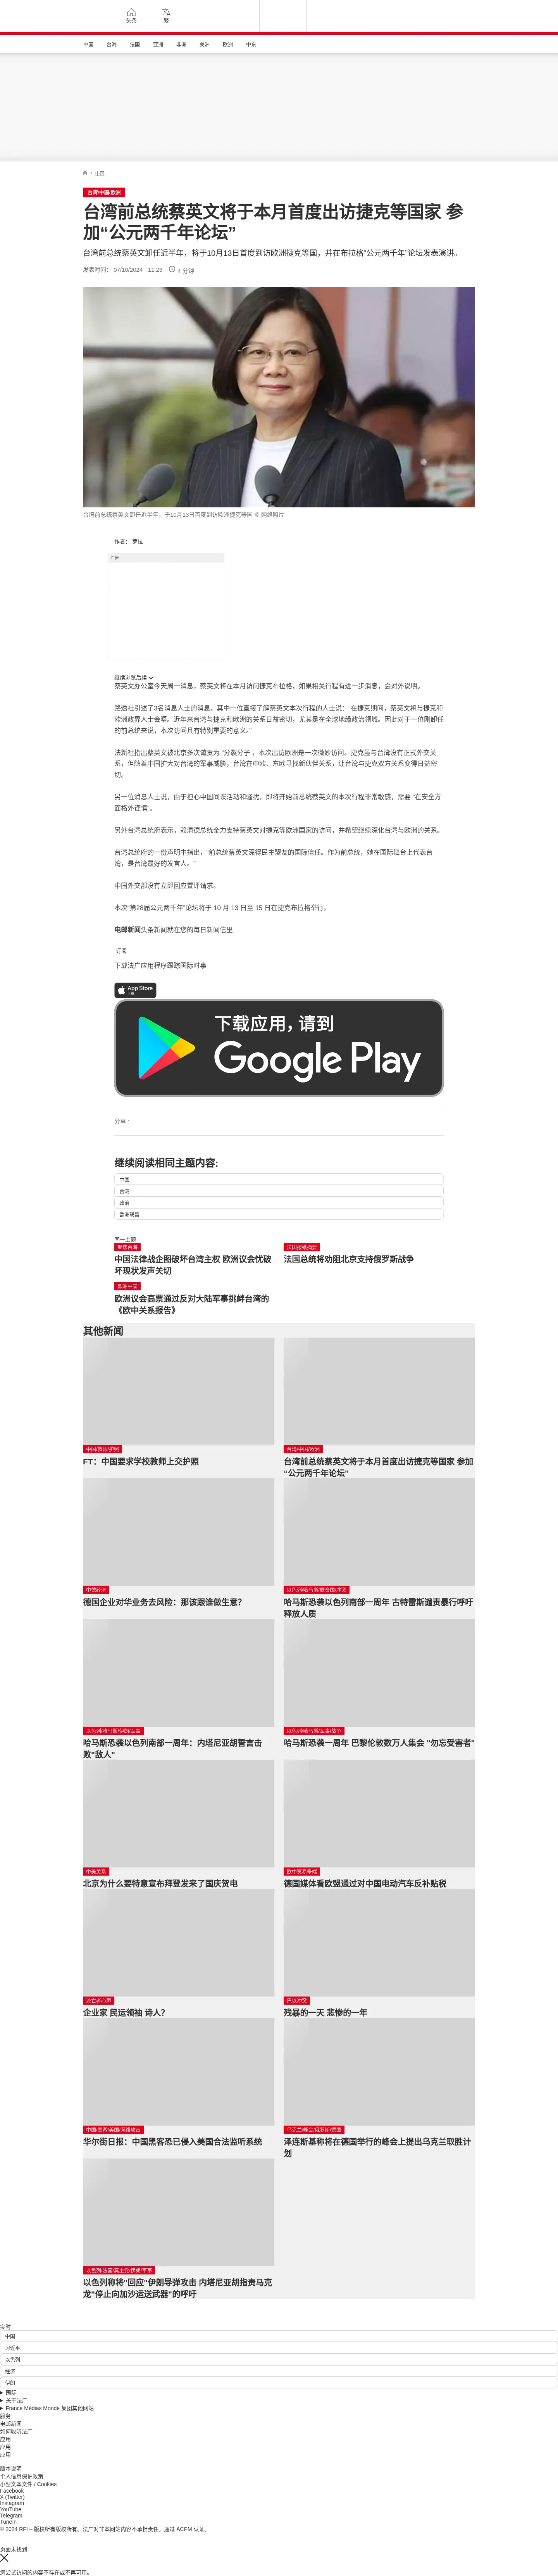 头条
繁
中国
台海
法国
亚洲
非洲
美洲
欧洲
中东
/ 中国
台湾/中国/欧洲
台湾前总统蔡英文将于本月首度出访捷克等国家 参
加“公元两千年论坛”
台湾前总统蔡英文卸任近半年，将于10月13日首度到访欧洲捷克等国，并在布拉格“公元两千年”论坛发表演讲。
发表时间： 07/10/2024 - 11:23
4 分钟
台湾前总统蔡英文卸任近半年，于10月13日首度到访欧洲捷克等国 © 网络照片
作者： 罗拉
广告
继续浏览后续
蔡英文办公室今天周一消息，蔡英文将在本月访问捷克布拉格，如果相关行程有进一步消息，会对外说明。
路透社引述了3名消息人士的消息，其中一位直接了解蔡英文本次行程的人士说：“在捷克期间，蔡英文将与捷克和
欧洲政界人士会晤。近年来台湾与捷克和欧洲的关系日益密切，尤其是在全球地缘政治领域。因此对于一位刚卸任
的前总统来说，本次访问具有特别重要的意义。”
法新社指出蔡英文被北京多次谴责为 “分裂分子 ，本次出访欧洲是一次微妙访问。捷克虽与台湾没有正式外交关
系，但随着中国扩大对台湾的军事威胁，台湾在中欧、东欧寻找新伙伴关系，让台湾与捷克双方关系变得日益密
切。
另一位消息人士说，由于担心中国间谍活动和骚扰，即将开始前总统蔡英文的本次行程非常敏感，需要 “在安全方
面格外谨慎”。
另外台湾总统府表示，赖清德总统全力支持蔡英文对捷克等欧洲国家的访问，并希望继续深化台湾与欧洲的关系。
台湾总统府的一份声明中指出，“前总统蔡英文深得民主盟友的国际信任。作为前总统，她在国际舞台上代表台
湾，是台湾最好的发言人。”
中国外交部没有立即回应置评请求。
本次“第28届公元两千年”论坛将于 10 月 13 日至 15 日在捷克布拉格举行。
电邮新闻头条新闻就在您的每日新闻信里
订阅
下载法广应用程序跟踪国际时事
App Store
下载
下载应用，请到
Google Play
分享 :
继续阅读相同主题内容:
中国
台湾
政治
欧洲联盟
同一主题
聚焦台海
中国法律战企图破坏台湾主权 欧洲议会忧破
坏现状发声关切
法国报纸摘要
法国总统将劝阻北京支持俄罗斯战争
欧洲中国
欧洲议会高票通过反对大陆军事挑衅台湾的
《欧中关系报告》
其他新闻
中国/教师/护照
FT：中国要求学校教师上交护照
台湾/中国/欧洲
台湾前总统蔡英文将于本月首度出访捷克等国家 参加
“公元两千年论坛”
中德经济
德国企业对华业务去风险：那该跟谁做生意？
以色列/哈马斯/联合国/冲突
哈马斯恐袭以色列南部一周年 古特雷斯谴责暴行呼吁
释放人质
以色列/哈马斯/伊朗/军事
哈马斯恐袭以色列南部一周年：内塔尼亚胡誓言击
败"敌人"
以色列/哈马斯/军事/战争
哈马斯恐袭一周年 巴黎伦敦数万人集会 "勿忘受害者"
中美关系
北京为什么要特意宣布拜登发来了国庆贺电
欧中贸易争端
德国媒体看欧盟通过对中国电动汽车反补贴税
流亡者心声
企业家 民运领袖 诗人？
巴以冲突
残暴的一天 悲惨的一年
中国/黑客/美国/网络攻击
华尔街日报：中国黑客恐已侵入美国合法监听系统
乌克兰/峰会/俄罗斯/德国
泽连斯基称将在德国举行的峰会上提出乌克兰取胜计
划
以色列/法国/真主党/伊朗/军事
以色列称将"回应"伊朗导弹攻击 内塔尼亚胡指责马克
龙"停止向加沙运送武器"的呼吁
实时
中国
习近平
以色列
经济
伊朗
国际
关于法广
France Médias Monde 集团其他网站
服务
电邮新闻
如何收听法广
应用
应用
应用
版本说明
个人信息保护政策
小型文本文件 / Cookies
Facebook
X (Twitter)
Instagram
YouTube
Telegram
TuneIn
© 2024 RFI – 版权所有版权所有。法广对非本网站内容不承担责任。通过 ACPM 认证。
页面未找到
您尝试访问的内容不存在或不再可用。